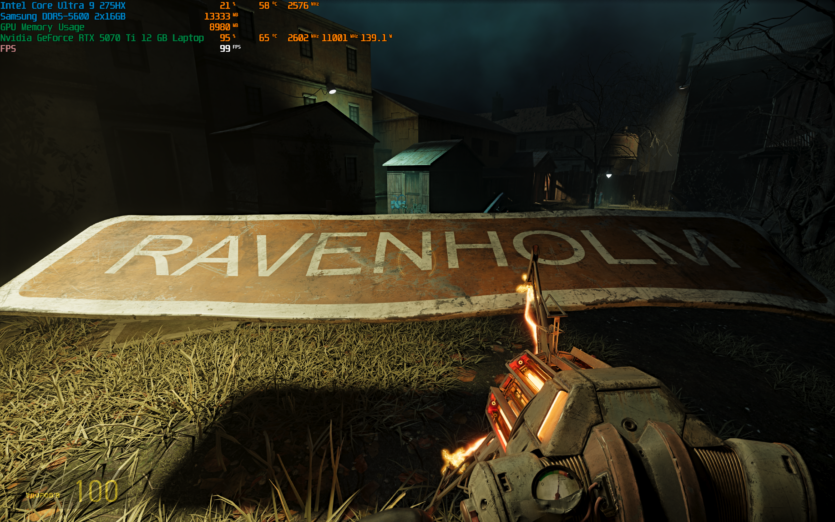 Intel Core Ultra 9 275HX 21 % 58 °C 2576 MHz
Samsung DDR5-5600 2x16GB 13333 MB
GPU Memory Usage 8980 MB
Nvidia GeForce RTX 5070 Ti 12 GB Laptop 95 % 65 °C 2602 MHz 11001 MHz 139.1 W
FPS 99 FPS
RAVENHOLM
100